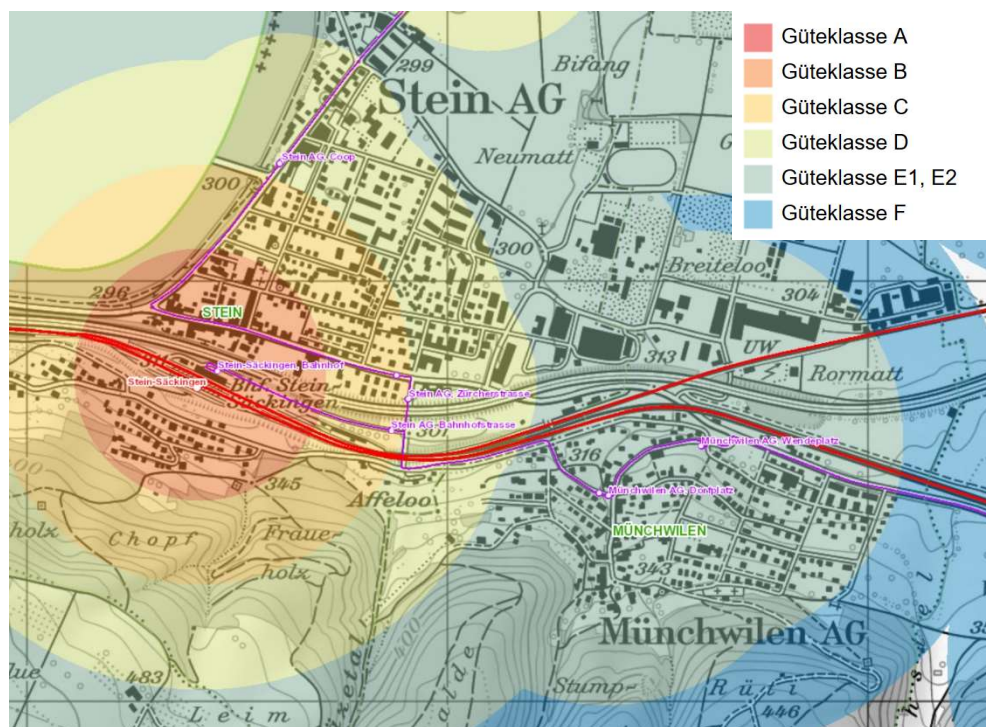 Güteklasse A
Güteklasse B
Güteklasse C
Güteklasse D
Güteklasse E1, E2
Güteklasse F
299
Bifang
Stein AG
Neumatt
Stein AG, Coop
300
300
Breiteloo
296
304
STEIN
313
UW
Stein-Säckingen, Bahnhof
Rormatt
Stein-Säckingen
Bhf. Stein
Säckingen
Stein AG, Zürcherstrasse
301
Stein AG, Bahnhofstrasse
Münchwilen AG, Wendeplatz
316
345
Affeloo
Münchwilen AG, Dorfplatz
Chopf
Fraue-
holz
holz
MÜNCHWILEN
343
400
Münchwilen AG
483
Stump-
Rüti
Leim
446